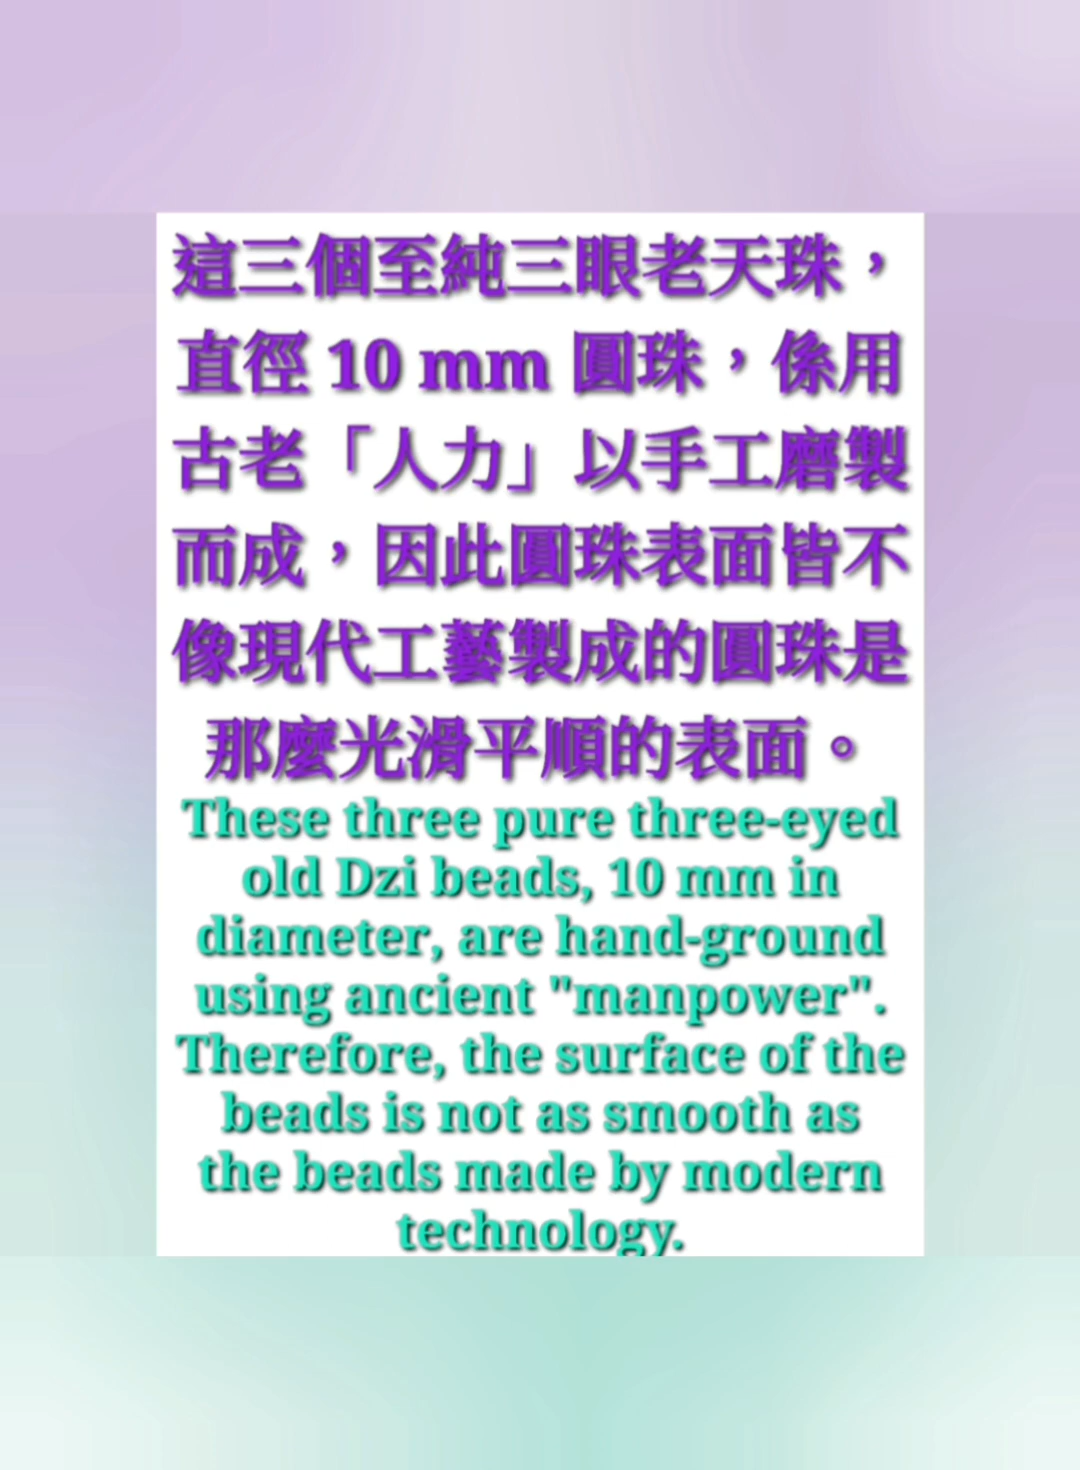 這三個至純三眼老天珠，
直徑 10 mm 圓珠，係用
古老「人力」以手工磨製
而成，因此圓珠表面皆不
像現代工藝製成的圓珠是
那麼光滑平順的表面。
These three pure three-eyed
old Dzi beads, 10 mm in
diameter, are hand-ground
using ancient "manpower".
Therefore, the surface of the
beads is not as smooth as
the beads made by modern
technology.